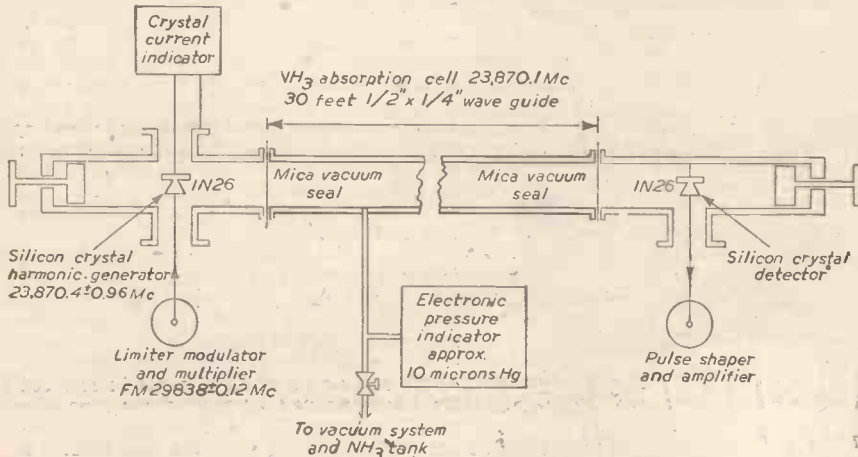 Crystal
current
indicator
VH₃ absorption cell 23,870.1 Mc
30 feet 1/2" x 1/4" wave guide
IN26
Mica vacuum
seal
Mica vacuum
seal
IN26
Silicon crystal
harmonic generator
23,870.4±0.96 Mc
Silicon crystal
detector
Electronic
pressure
indicator
approx.
10 microns Hg
Limiter modulator
and multiplier
FM 29838±0.12 Mc
Pulse shaper
and amplifier
To vacuum system
and NH₃ tank